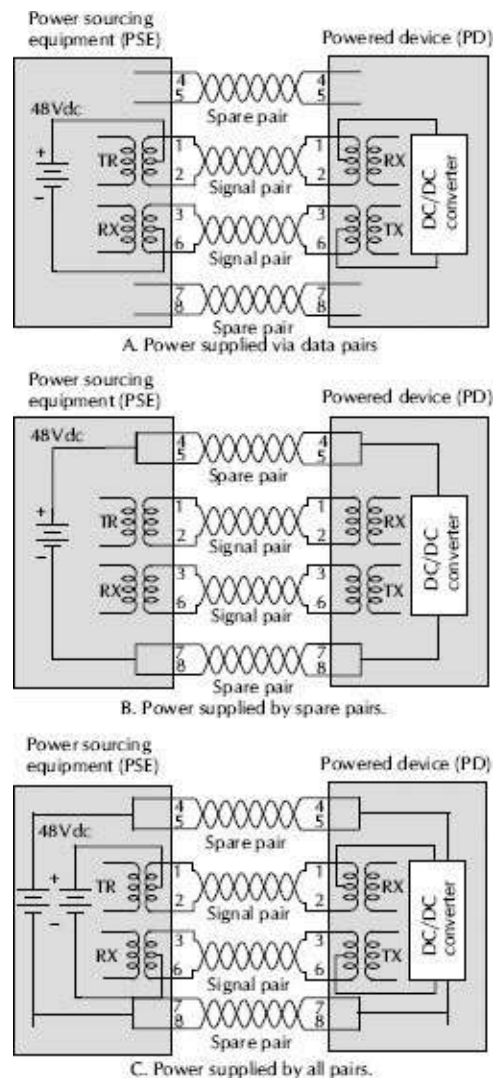 Power sourcing
equipment (PSE)
Powered device (PD)
48Vdc
+
-
4
5
Spare pair
4
5
TR
1
2
Signal pair
1
2
RX
RX
3
6
Signal pair
3
6
TX
DC/DC
converter
7
8
Spare pair
7
8
A. Power supplied via data pairs
Power sourcing
equipment (PSE)
Powered device (PD)
48Vdc
+
-
4
5
Spare pair
4
5
TR
1
2
Signal pair
1
2
RX
RX
3
6
Signal pair
3
6
TX
DC/DC
converter
7
8
Spare pair
7
8
B. Power supplied by spare pairs.
Power sourcing
equipment (PSE)
Powered device (PD)
48Vdc
+
-
+
-
4
5
Spare pair
4
5
TR
1
2
Signal pair
1
2
RX
RX
3
6
Signal pair
3
6
TX
DC/DC
converter
7
8
Spare pair
7
8
C. Power supplied by all pairs.